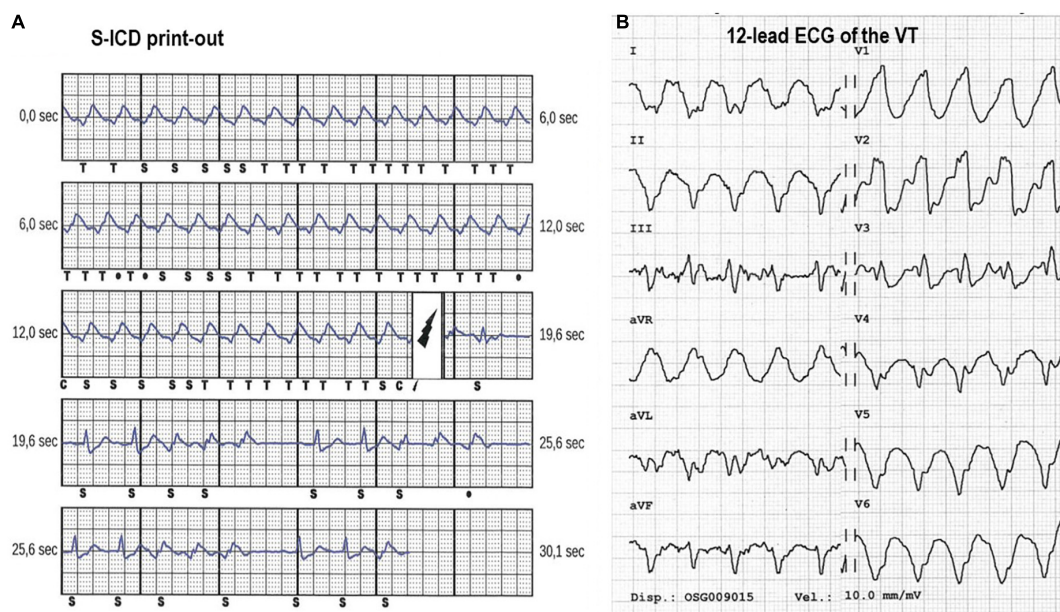 A
S-ICD print-out
0,0 sec
6,0 sec
T T S S S S S T T T T T T T T T T T T T
6,0 sec
12,0 sec
T T T • T • S S S S T T T T T T T T T T T T •
12,0 sec
19,6 sec
C S S S S S T T T T T T T T T S C S
19,6 sec
25,6 sec
S S S S S S S •
25,6 sec
30,1 sec
S S S S S S S
B
12-lead ECG of the VT
I
V1
II
V2
III
V3
aVR
V4
aVL
V5
aVF
V6
Disp.: OSG009015 Vel.: 10.0 mm/mV